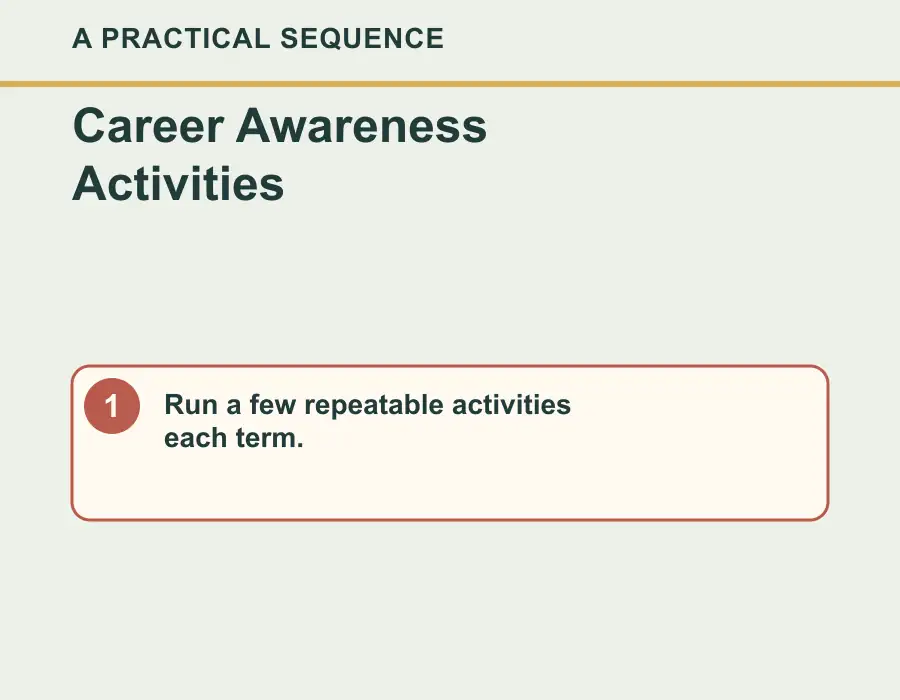 A PRACTICAL SEQUENCE
Career Awareness
Activities
1
Run a few repeatable activities
each term.